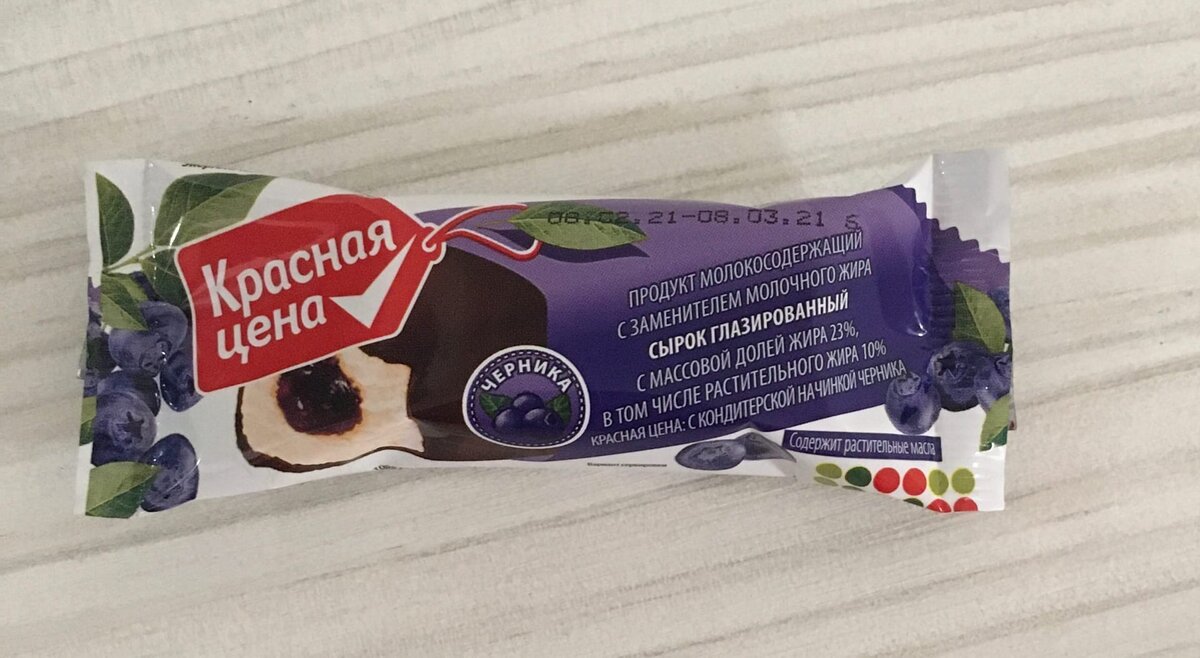 Красная
цена
08.02.21-08.03.21 S
ПРОДУКТ МОЛОКОСОДЕРЖАЩИЙ
С ЗАМЕНИТЕЛЕМ МОЛОЧНОГО ЖИРА
СЫРОК ГЛАЗИРОВАННЫЙ
С МАССОВОЙ ДОЛЕЙ ЖИРА 23%,
В ТОМ ЧИСЛЕ РАСТИТЕЛЬНОГО ЖИРА 10%
КРАСНАЯ ЦЕНА: С КОНДИТЕРСКОЙ НАЧИНКОЙ ЧЕРНИКА
ЧЕРНИКА
Содержит растительные масла